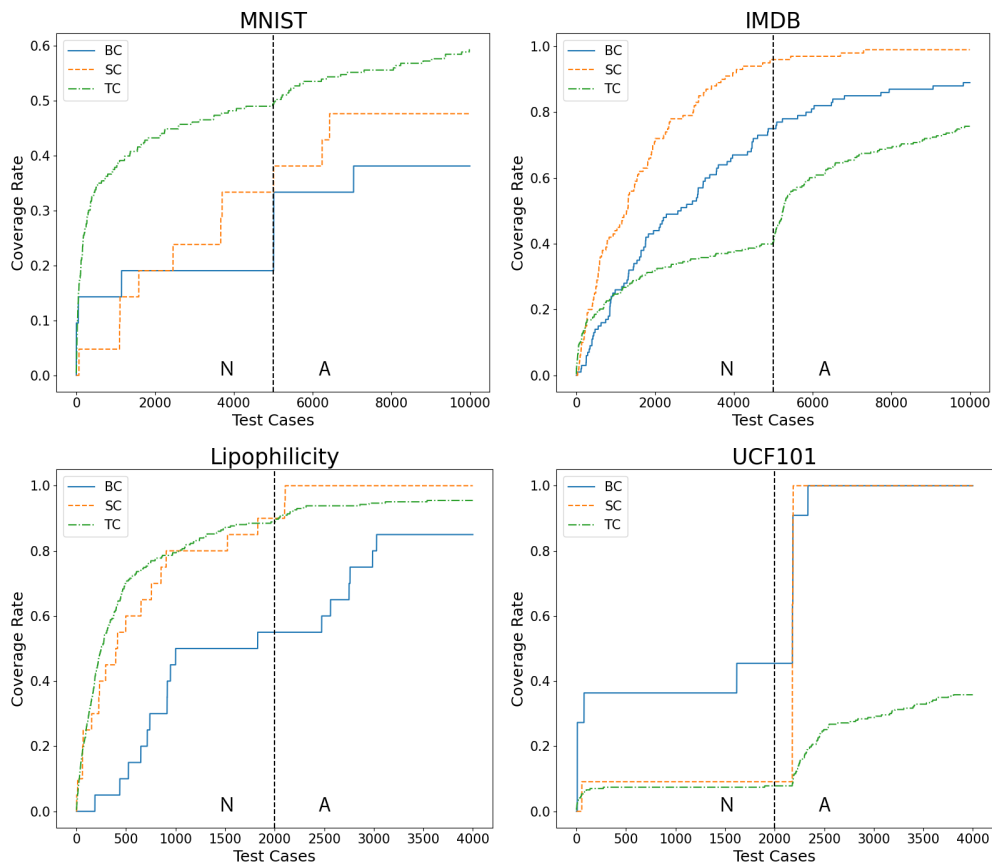 MNIST
BC
SC
TC
0.6
0.5
0.4
0.3
0.2
0.1
0.0
Coverage Rate
N A
0 2000 4000 6000 8000 10000
Test Cases
IMDB
BC
SC
TC
1.0
0.8
0.6
0.4
0.2
0.0
Coverage Rate
N A
0 2000 4000 6000 8000 10000
Test Cases
Lipophilicity
BC
SC
TC
1.0
0.8
0.6
0.4
0.2
0.0
Coverage Rate
N A
0 500 1000 1500 2000 2500 3000 3500 4000
Test Cases
UCF101
BC
SC
TC
1.0
0.8
0.6
0.4
0.2
0.0
Coverage Rate
N A
0 500 1000 1500 2000 2500 3000 3500 4000
Test Cases